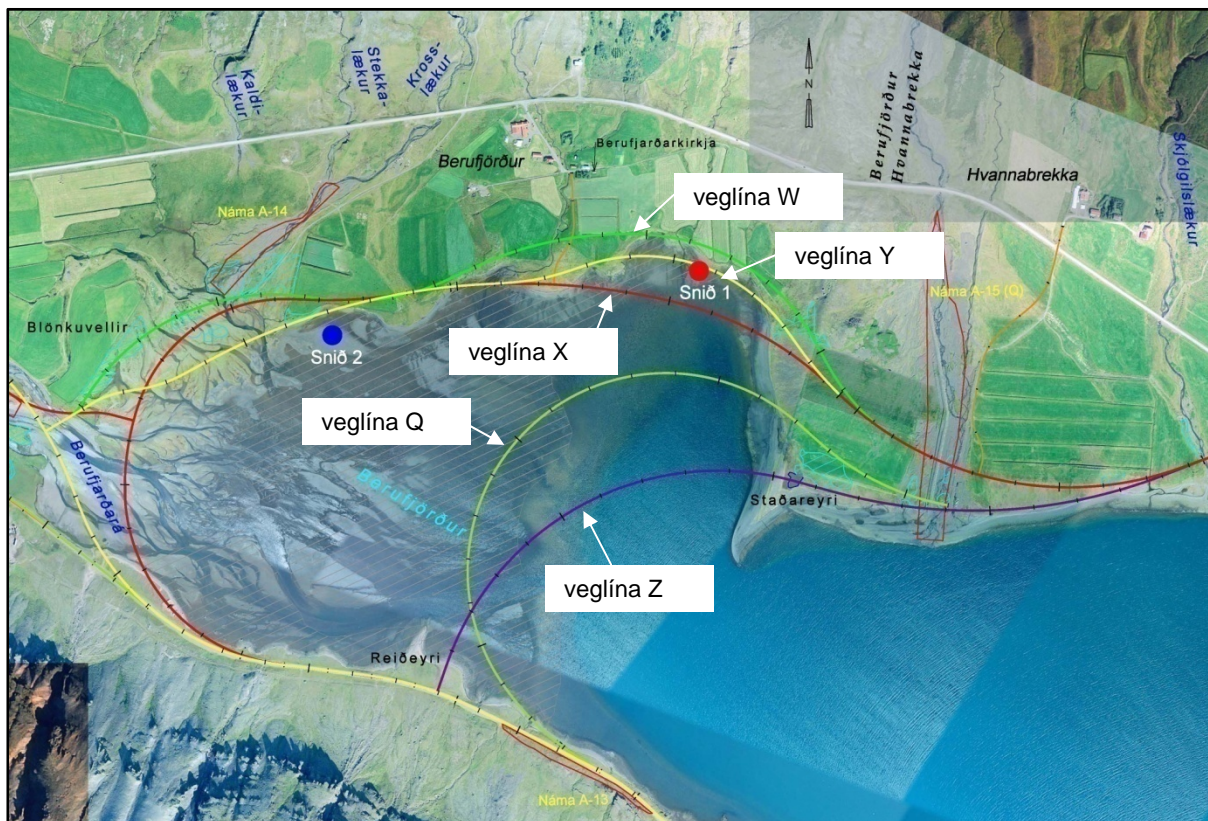 Kaldi-
lækur
Stekka-
lækur
Kross-
lækur
N
Berufjörður
Hvannabrekka
Berufjörður
Berufjarðarkirkja
Hvannabrekka
Skjólgilslækur
Náma A-14
veglína W
veglína Y
Snið 1
Náma A-15 (Q)
Blönkuvellir
Snið 2
veglína X
veglína Q
Berufjarðará
Berufjörður
Staðareyri
veglína Z
Reiðeyri
Náma A-13